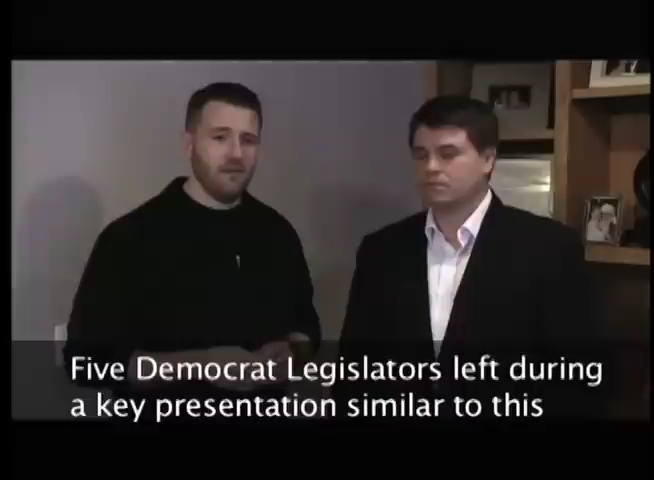 Five Democrat Legislators left during
a key presentation similar to this